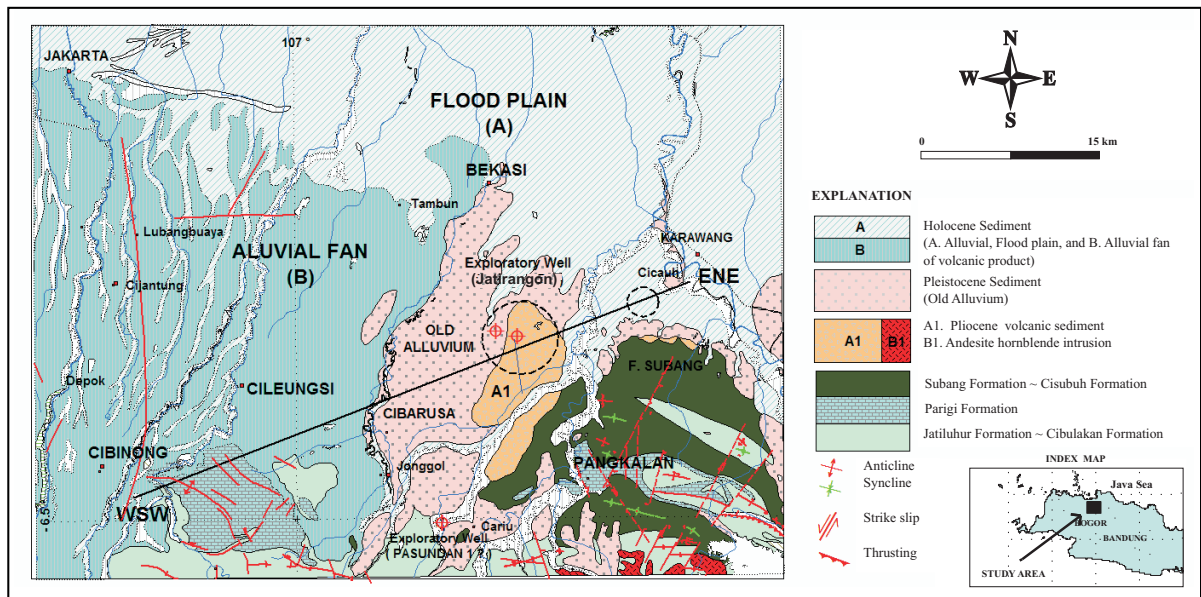 JAKARTA
107 °
FLOOD PLAIN
(A)
BEKASI
Tambun
Lubangbuaya
ALUVIAL FAN
(B)
Cijantung
Exploratory Well
(Jatirangon)
KARAWANG
Cicauh
ENE
OLD
ALLUVIUM
F. SUBANG
Depok
CILEUNGSI
A1
CIBARUSA
CIBINONG
Jonggol
PANGKALAN
WSW
-6.5°
Cariu
Exploratory Well
( PASUNDAN 1 ? )
N
W E
S
0 15 km
EXPLANATION
A
B
Holocene Sediment
(A. Alluvial, Flood plain, and B. Alluvial fan
of volcanic product)
Pleistocene Sediment
(Old Alluvium)
A1 B1
A1. Pliocene volcanic sediment
B1. Andesite hornblende intrusion
Subang Formation ~ Cisubuh Formation
Parigi Formation
Jatiluhur Formation ~ Cibulakan Formation
Anticline
Syncline
Strike slip
Thrusting
INDEX MAP
Java Sea
BOGOR
BANDUNG
STUDY AREA